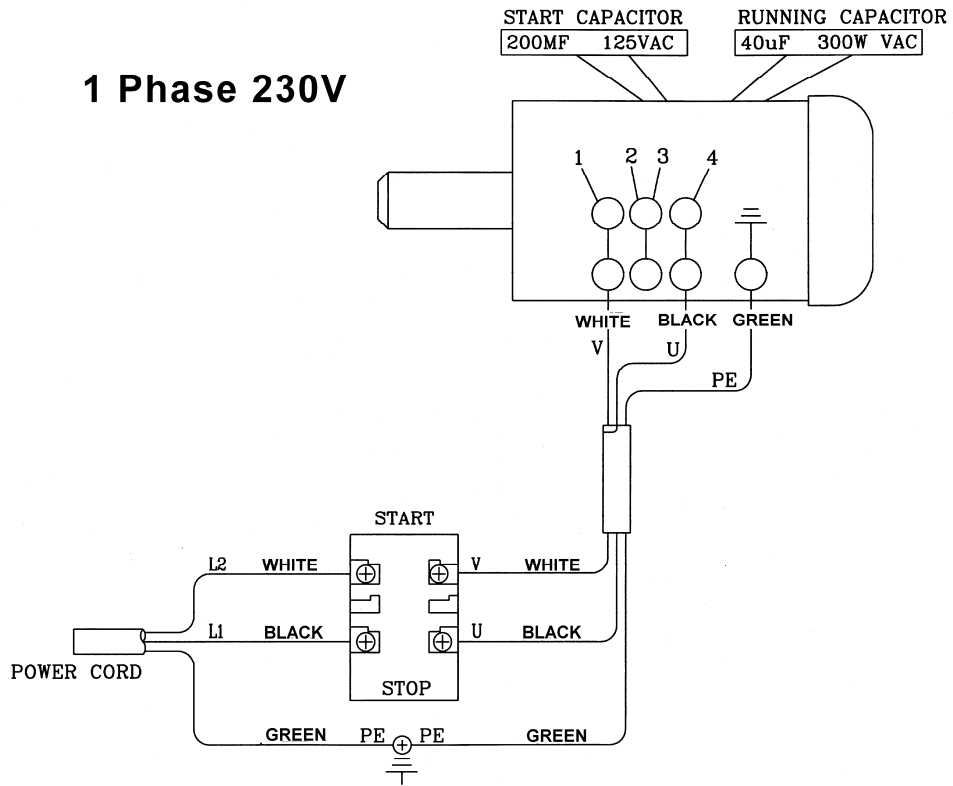 START CAPACITOR RUNNING CAPACITOR
200MF 125VAC 40uF 300W VAC
1 Phase 230V
1 2 3 4
WHITE BLACK GREEN
V U
PE
START
L2 WHITE V WHITE
L1 BLACK U BLACK
POWER CORD
STOP
GREEN PE PE GREEN